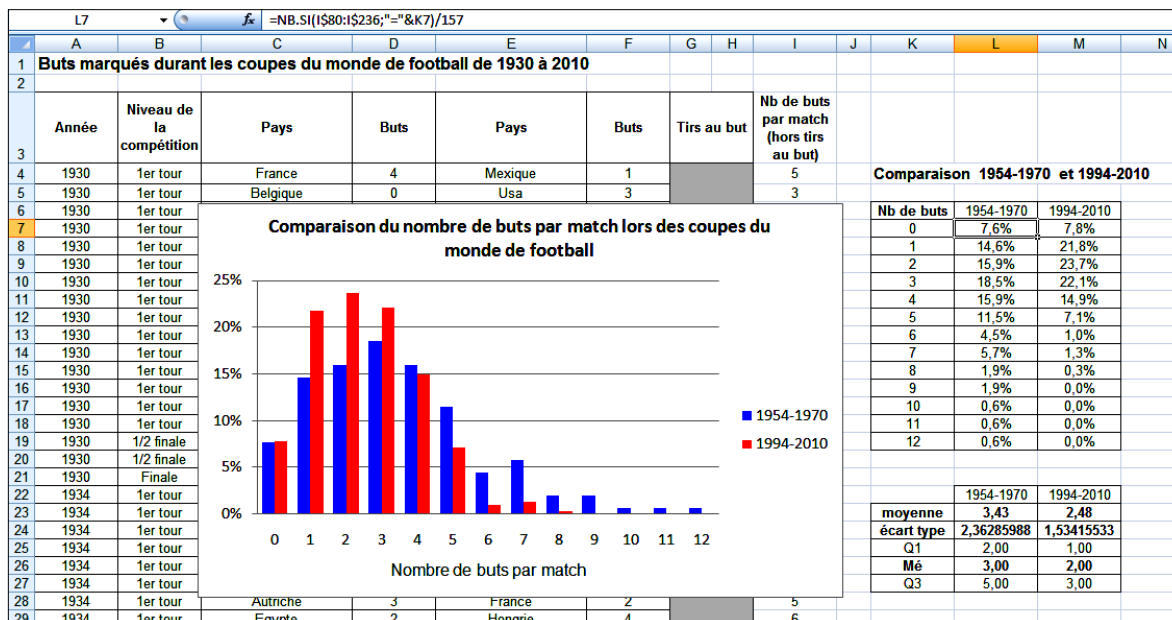 L7 fx =NB.SI(I$80:I$236;"="&K7)/157
A B C D E F G H I J K L M N
1 Buts marqués durant les coupes du monde de football de 1930 à 2010
2
3 Année Niveau de la compétition Pays Buts Pays Buts Tirs au but Nb de buts par match (hors tirs au but)
4 1930 1er tour France 4 Mexique 1 5 Comparaison 1954-1970 et 1994-2010
5 1930 1er tour Belgique 0 Usa 3 3
6 1930 1er tour Nb de buts 1954-1970 1994-2010
7 1930 1er tour 0 7,6% 7,8%
8 1930 1er tour 1 14,6% 21,8%
9 1930 1er tour 2 15,9% 23,7%
10 1930 1er tour 3 18,5% 22,1%
11 1930 1er tour 4 15,9% 14,9%
12 1930 1er tour 5 11,5% 7,1%
13 1930 1er tour 6 4,5% 1,0%
14 1930 1er tour 7 5,7% 1,3%
15 1930 1er tour 8 1,9% 0,3%
16 1930 1er tour 9 1,9% 0,0%
17 1930 1er tour 10 0,6% 0,0%
18 1930 1er tour 11 0,6% 0,0%
19 1930 1/2 finale 12 0,6% 0,0%
20 1930 1/2 finale
21 1930 Finale
22 1934 1er tour 1954-1970 1994-2010
23 1934 1er tour moyenne 3,43 2,48
24 1934 1er tour écart type 2,36285988 1,53415533
25 1934 1er tour Q1 2,00 1,00
26 1934 1er tour Mé 3,00 2,00
27 1934 1er tour Q3 5,00 3,00
28 1934 1er tour Autriche 3 France 2 5
29 1934 1er tour Egypte 2 Hongrie 4 6
Comparaison du nombre de buts par match lors des coupes du
monde de football
25%
20%
15%
10%
5%
0%
0 1 2 3 4 5 6 7 8 9 10 11 12
Nombre de buts par match
1954-1970
1994-2010